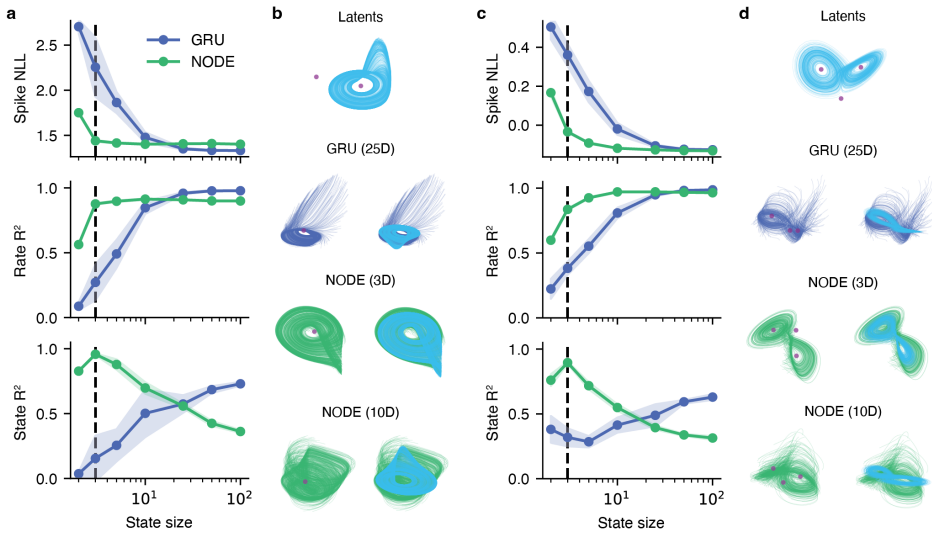 a
b
c
d
Spike NLL
2.5
2.0
1.5
GRU
NODE
Rate R²
1.0
0.5
0.0
State R²
1.0
0.5
0.0
10¹
10²
State size
Latents
GRU (25D)
NODE (3D)
NODE (10D)
Spike NLL
0.4
0.2
0.0
Rate R²
1.0
0.5
0.0
State R²
1.0
0.5
0.0
10¹
10²
State size
Latents
GRU (25D)
NODE (3D)
NODE (10D)